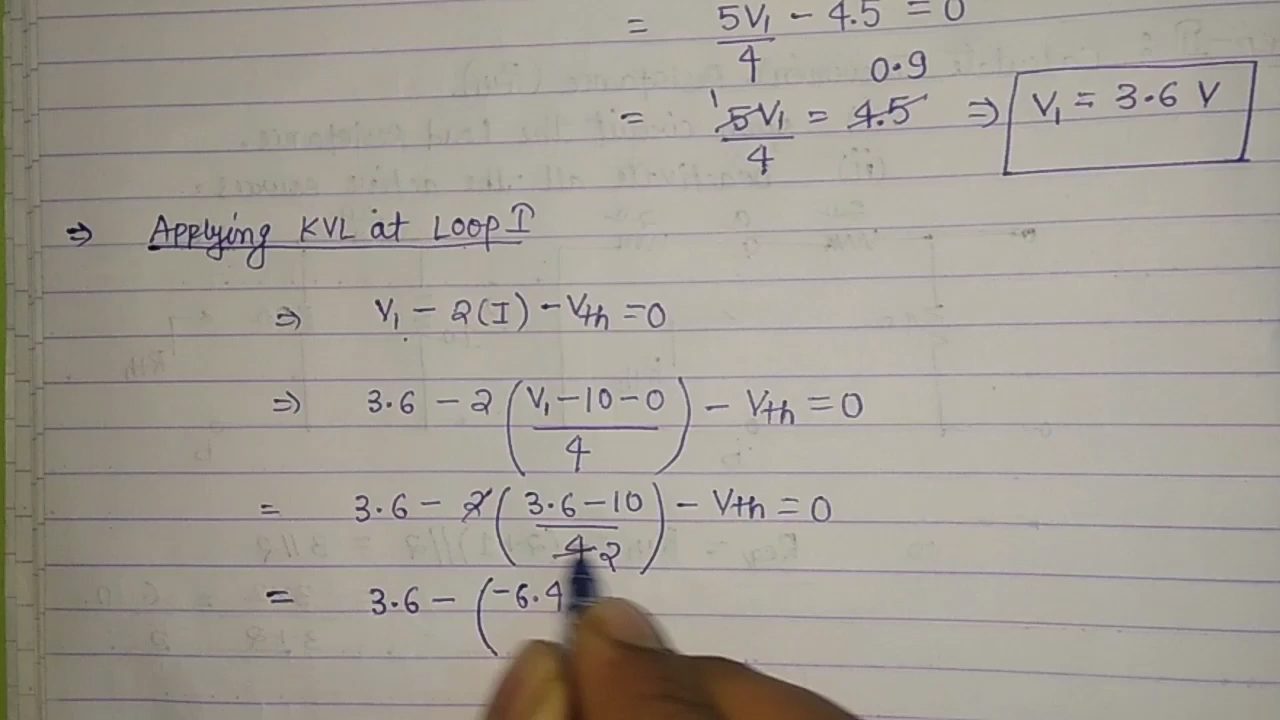 = 5V₁/4 - 4.5 = 0
0.9
= 5V₁/4 = 4.5 ⇒ V₁ = 3.6 V
⇒ Applying KVL at Loop I
⇒ V₁ - 2(I) - Vth = 0
⇒ 3.6 - 2((V₁ - 10 - 0)/4) - Vth = 0
= 3.6 - 2((3.6 - 10)/4 2) - Vth = 0
= 3.6 - (-6.4